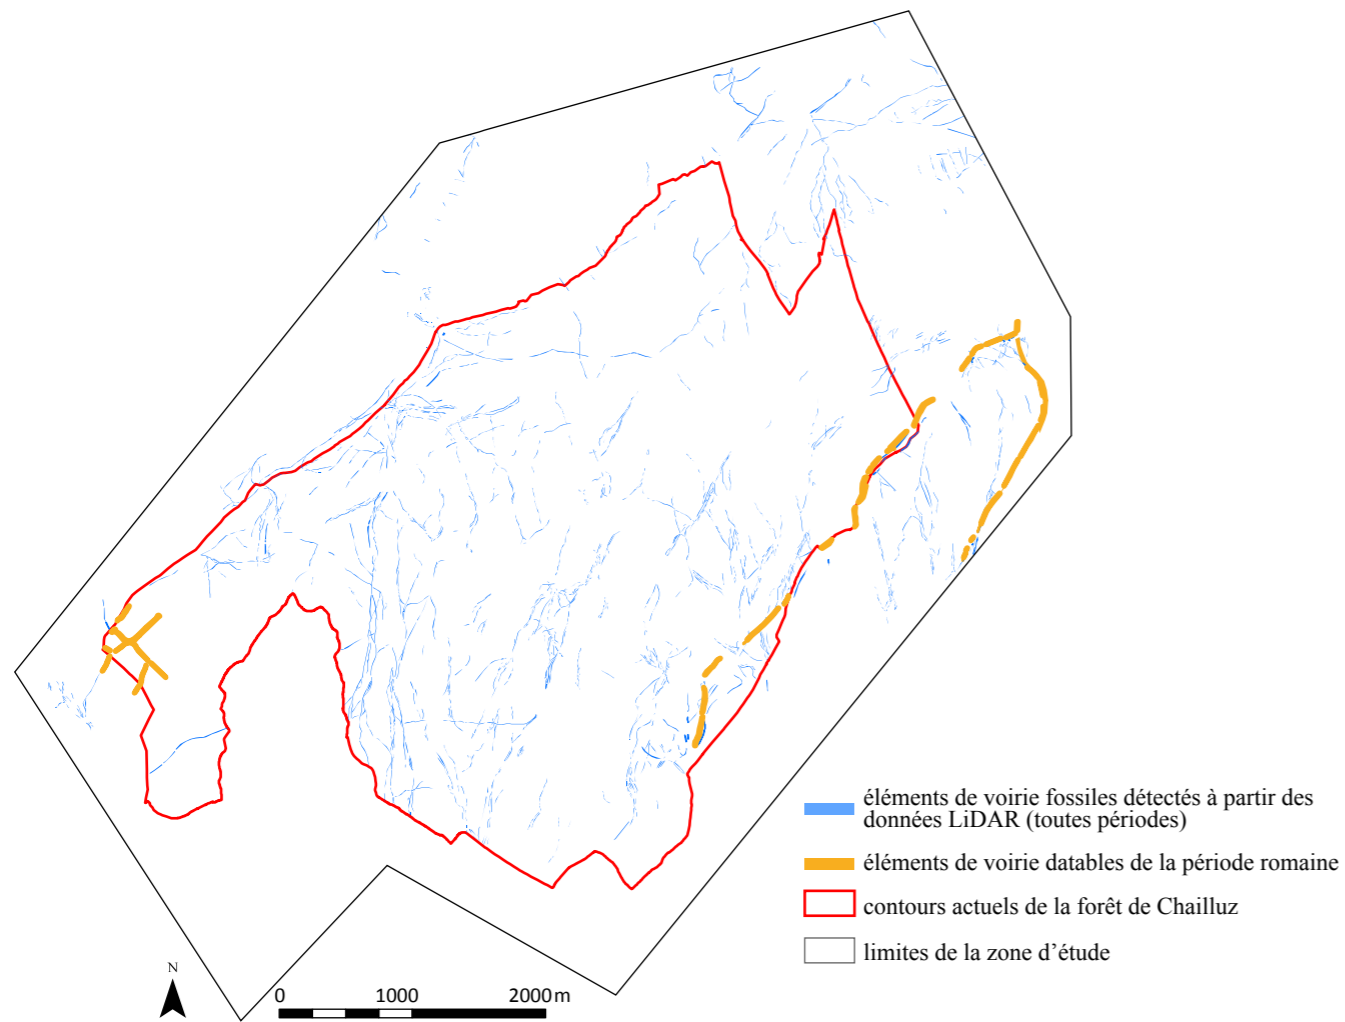 éléments de voirie fossiles détectés à partir des
données LiDAR (toutes périodes)
éléments de voirie datables de la période romaine
contours actuels de la forêt de Chailluz
limites de la zone d'étude
N
0 1000 2000 m